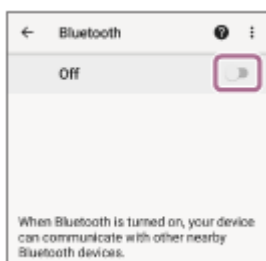 Bluetooth
Off
When Bluetooth is turned on, your device
can communicate with other nearby
Bluetooth devices.